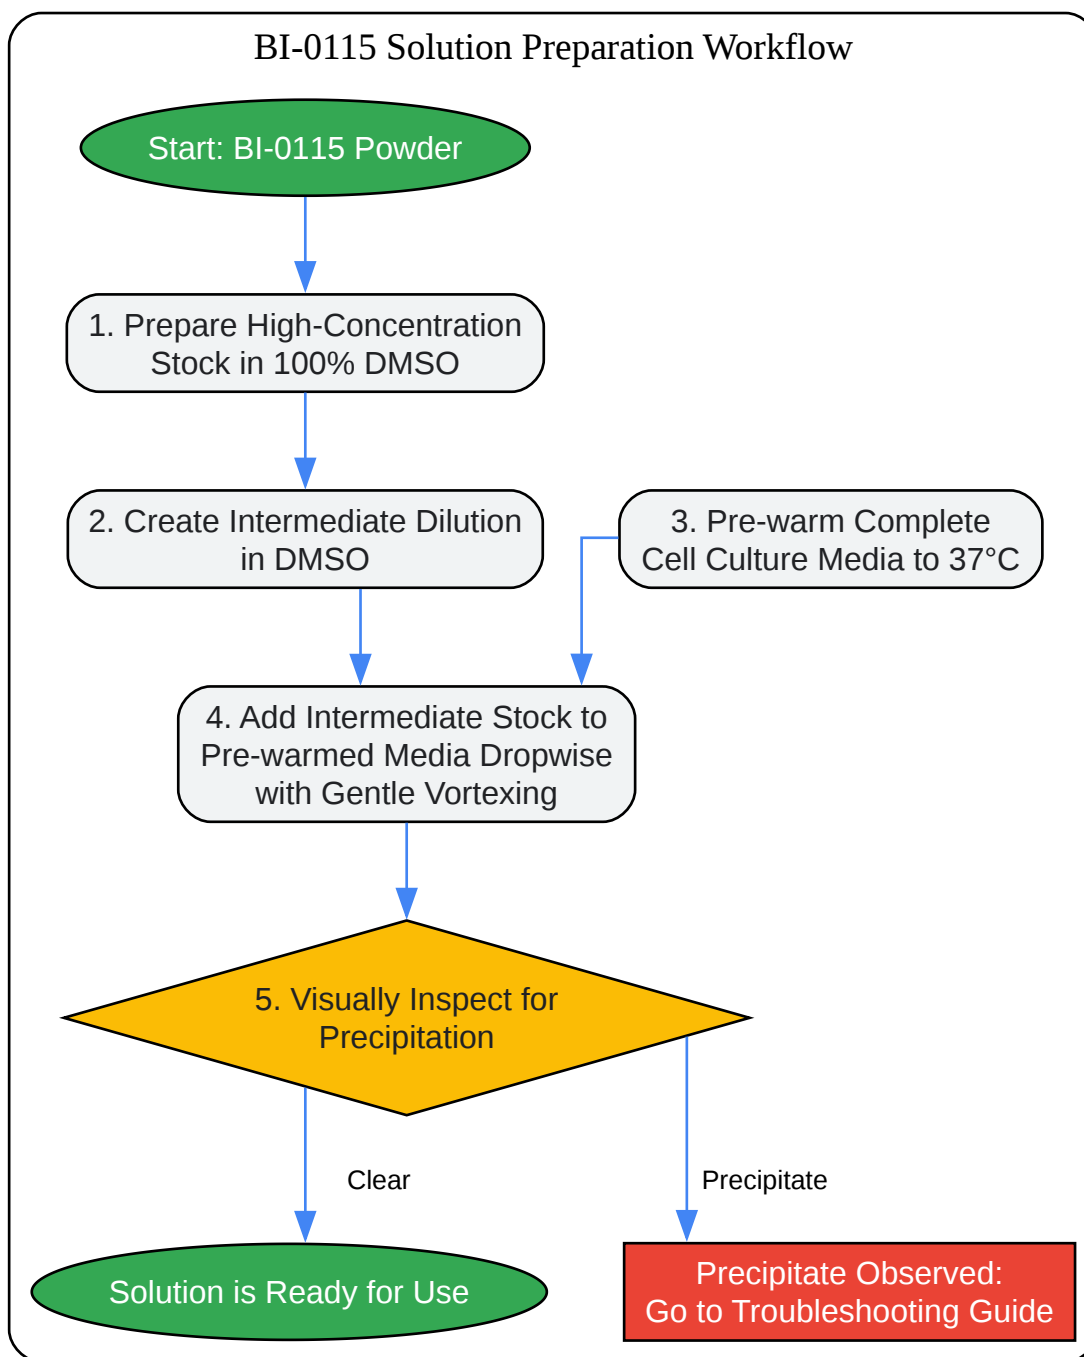 BI-0115 Solution Preparation Workflow
Start: BI-0115 Powder
1. Prepare High-Concentration
Stock in 100% DMSO
2. Create Intermediate Dilution
in DMSO
3. Pre-warm Complete
Cell Culture Media to 37°C
4. Add Intermediate Stock to
Pre-warmed Media Dropwise
with Gentle Vortexing
5. Visually Inspect for
Precipitation
Clear
Precipitate
Solution is Ready for Use
Precipitate Observed:
Go to Troubleshooting Guide